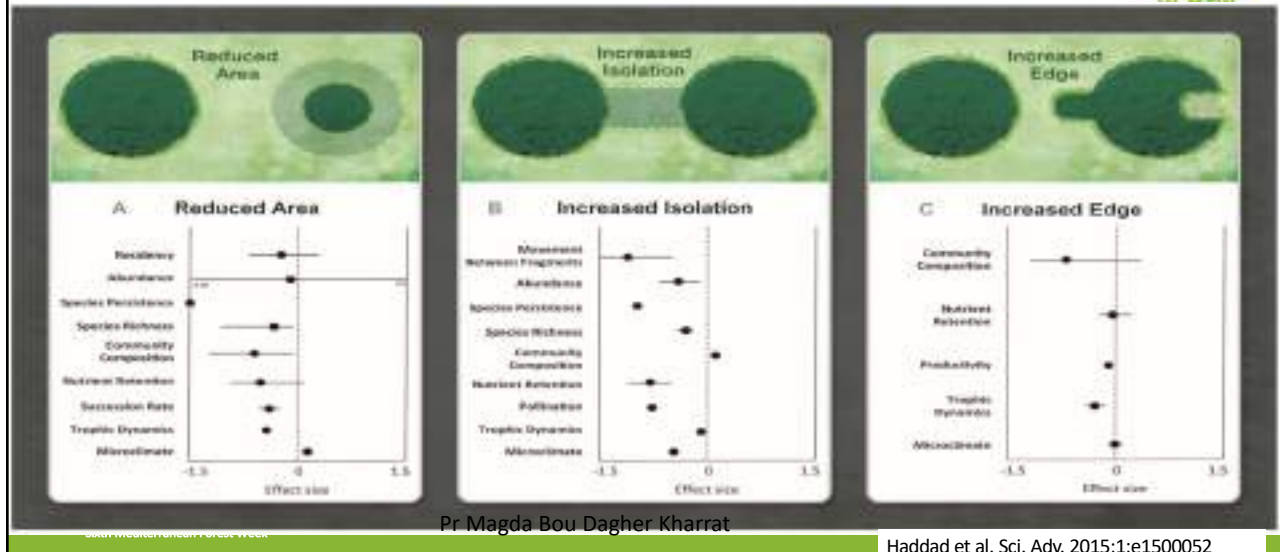 Reduced
Area
Increased
Isolation
Increased
Edge
A Reduced Area
Residency
Abundance
Species Persistence
Species Richness
Community
Composition
Nutrient Retention
Succession Rate
Trophic Dynamics
Microclimate
-1.5 0 1.5
Effect size
B Increased Isolation
Movement
Between Fragments
Abundance
Species Persistence
Species Richness
Community
Composition
Nutrient Retention
Pollination
Trophic Dynamics
Microclimate
-1.5 0 1.5
Effect size
C Increased Edge
Community
Composition
Nutrient
Retention
Productivity
Trophic
Dynamics
Microclimate
-1.5 0 1.5
Effect size
Pr Magda Bou Dagher Kharrat
Sixth Mediterranean Forest Week
Haddad et al. Sci. Adv. 2015;1:e1500052